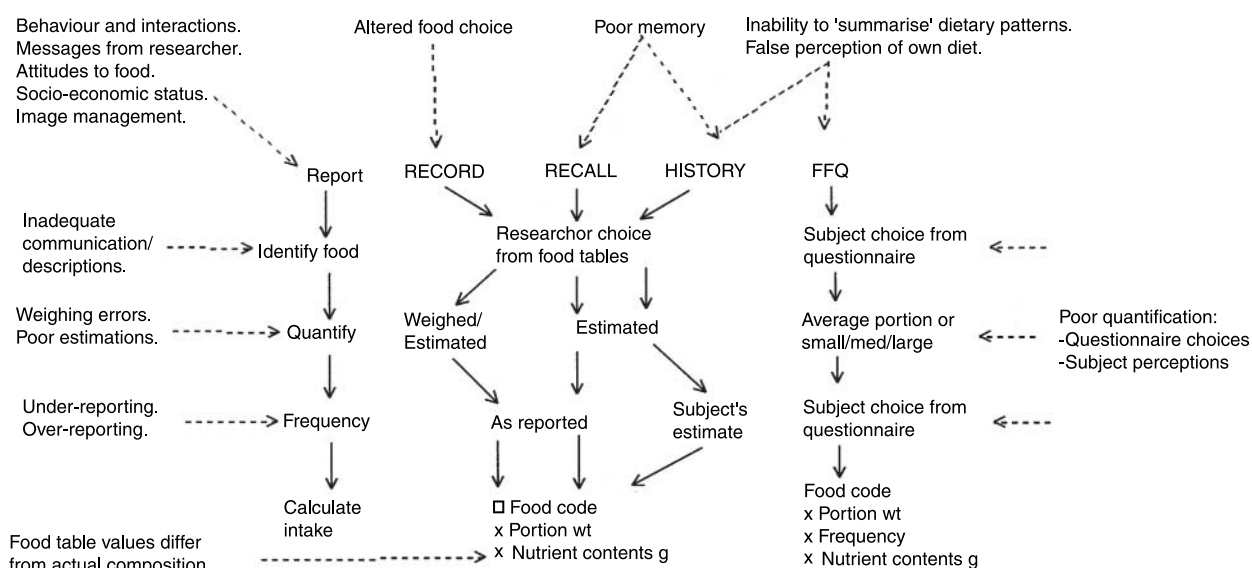 Behaviour and interactions.
Messages from researcher.
Attitudes to food.
Socio-economic status.
Image management.
Altered food choice
Poor memory
Inability to 'summarise' dietary patterns.
False perception of own diet.
Report
RECORD
RECALL
HISTORY
FFQ
Inadequate
communication/
descriptions.
Identify food
Researchor choice
from food tables
Subject choice from
questionnaire
Weighing errors.
Poor estimations.
Quantify
Weighed/
Estimated
Estimated
Average portion or
small/med/large
Poor quantification:
-Questionnaire choices
-Subject perceptions
Under-reporting.
Over-reporting.
Frequency
As reported
Subject's
estimate
Subject choice from
questionnaire
Calculate
intake
Food code
x Portion wt
x Nutrient contents g
Food code
x Portion wt
x Frequency
x Nutrient contents g
Food table values differ
from actual composition